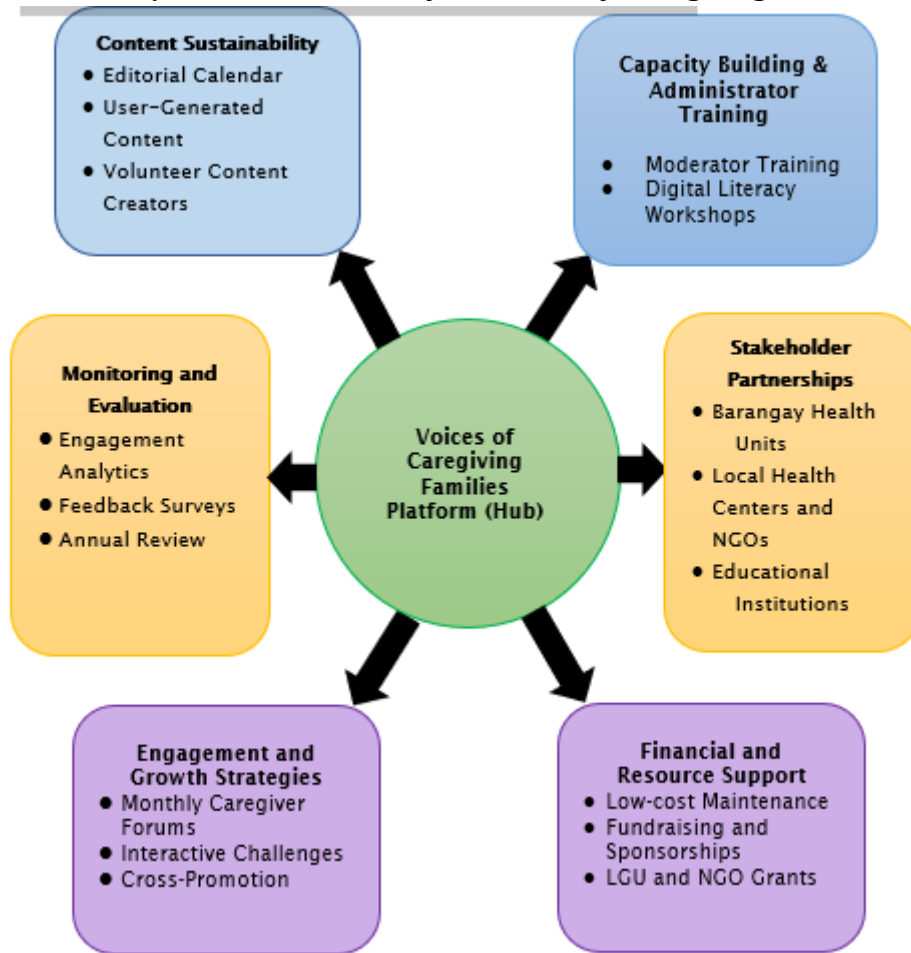 Content Sustainability
● Editorial Calendar
● User-Generated
Content
● Volunteer Content
Creators
Capacity Building &
Administrator
Training
● Moderator Training
● Digital Literacy
Workshops
Monitoring and
Evaluation
● Engagement
Analytics
● Feedback Surveys
● Annual Review
Voices of
Caregiving
Families
Platform (Hub)
Stakeholder
Partnerships
● Barangay Health
Units
● Local Health
Centers and
NGOs
● Educational
Institutions
Engagement and
Growth Strategies
● Monthly Caregiver
Forums
● Interactive Challenges
● Cross-Promotion
Financial and
Resource Support
● Low-cost Maintenance
● Fundraising and
Sponsorships
● LGU and NGO Grants